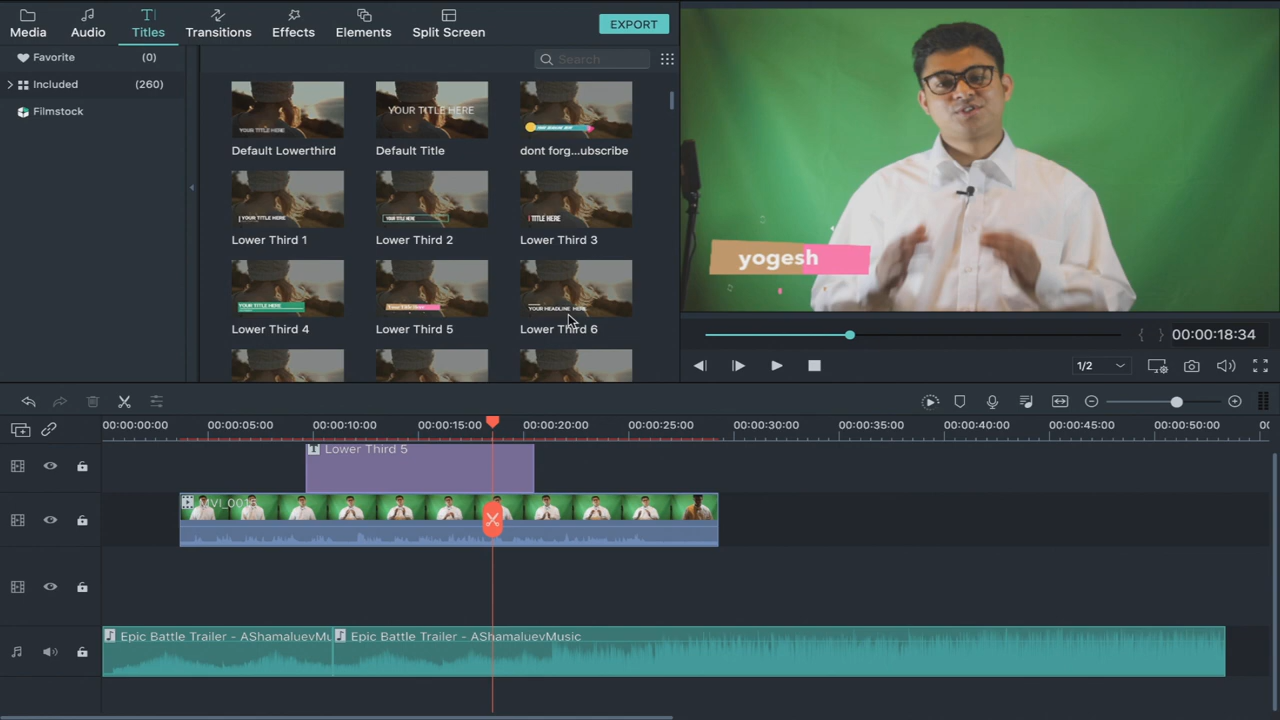 Media Audio Titles Transitions Effects Elements Split Screen EXPORT
Favorite (0)
Included (260)
Filmstock
Search
YOUR TITLE HERE YOUR TITLE HERE
Default Lowerthird Default Title dont forg...ubscribe
YOUR TITLE HERE YOUR TITLE HERE TITLE HERE
Lower Third 1 Lower Third 2 Lower Third 3
YOUR TITLE HERE Your Title Here YOUR HEADLINE HERE
Lower Third 4 Lower Third 5 Lower Third 6
yogesh
00:00:18:34
1/2
00:00:00:00 00:00:05:00 00:00:10:00 00:00:15:00 00:00:20:00 00:00:25:00 00:00:30:00 00:00:35:00 00:00:40:00 00:00:45:00 00:00:50:00
Lower Third 5
Epic Battle Trailer - AShamaluevMu Epic Battle Trailer - AShamaluevMusic